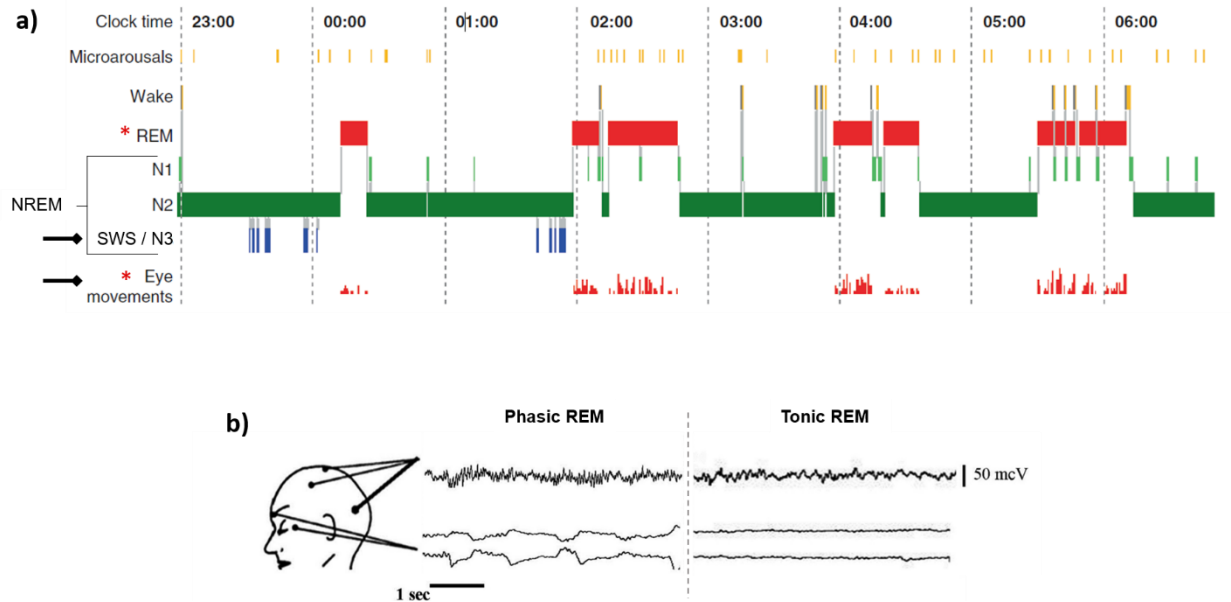 a)
Clock time 23:00 00:00 01:00 02:00 03:00 04:00 05:00 06:00
Microarousals
Wake
* REM
N1
NREM
N2
SWS / N3
* Eye
movements
b)
Phasic REM Tonic REM
50 mcV
1 sec